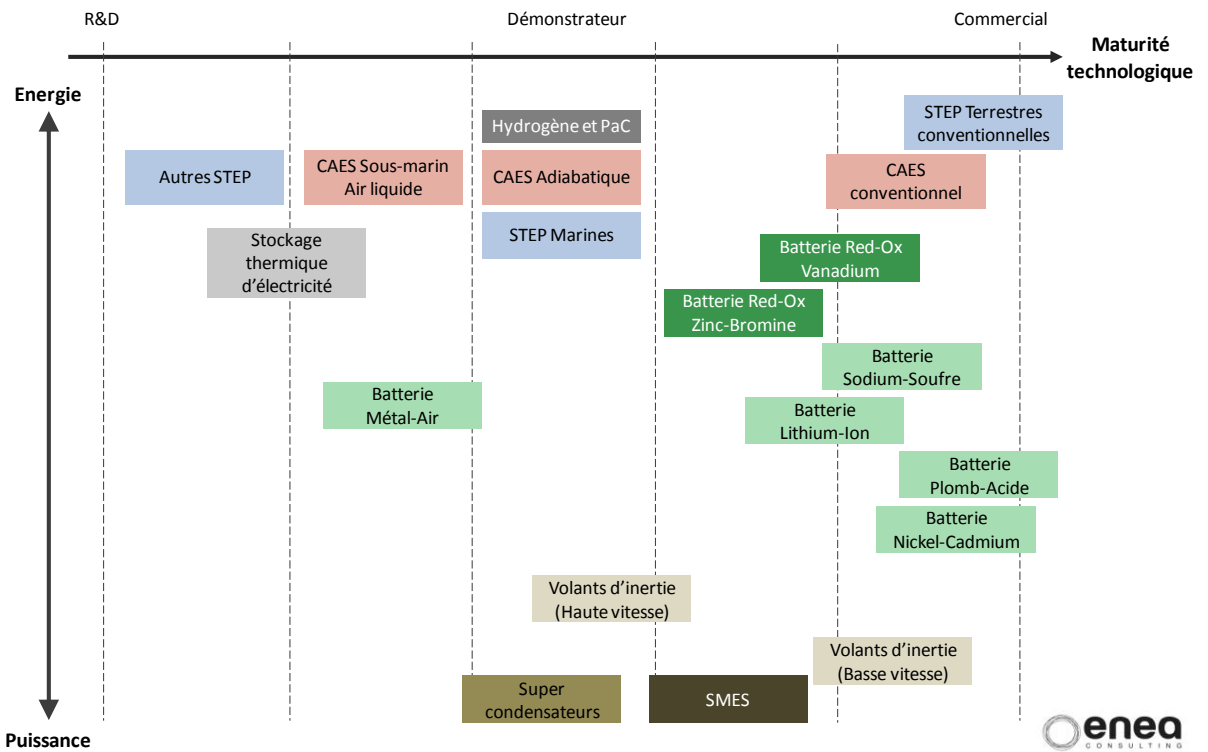 R&D
Démonstrateur
Commercial
Maturité
technologique
Energie
Hydrogène et PaC
STEP Terrestres
conventionnelles
Autres STEP
CAES Sous-marin
Air liquide
CAES Adiabatique
CAES
conventionnel
STEP Marines
Stockage
thermique
d'électricité
Batterie Red-Ox
Vanadium
Batterie Red-Ox
Zinc-Bromine
Batterie
Sodium-Soufre
Batterie
Métal-Air
Batterie
Lithium-Ion
Batterie
Plomb-Acide
Batterie
Nickel-Cadmium
Volants d'inertie
(Haute vitesse)
Volants d'inertie
(Basse vitesse)
Super
condensateurs
SMES
Puissance
enea
CONSULTING